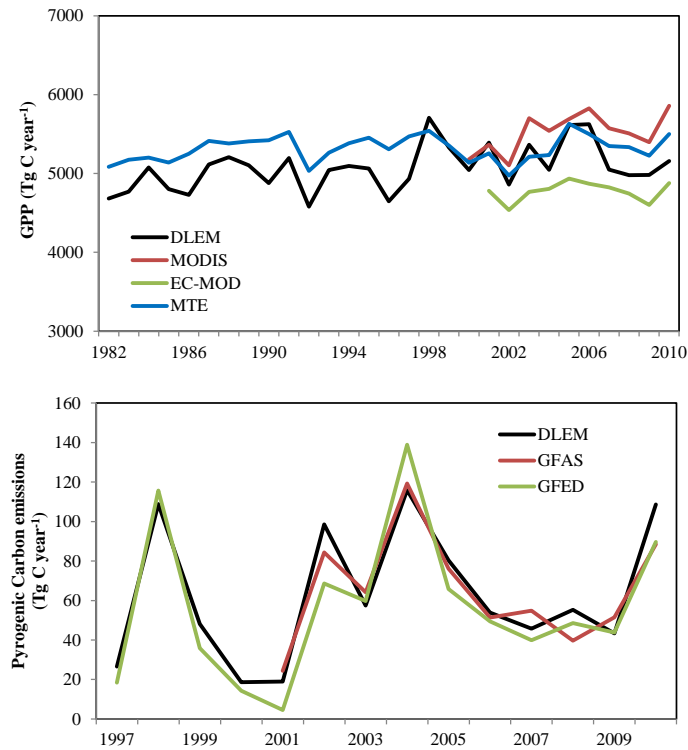 7000
6000
5000
4000
3000
GPP (Tg C year-1)
DLEM
MODIS
EC-MOD
MTE
1982 1986 1990 1994 1998 2002 2006 2010
160
140
120
100
80
60
40
20
0
Pyrogenic Carbon emissions
(Tg C year-1)
DLEM
GFAS
GFED
1997 1999 2001 2003 2005 2007 2009